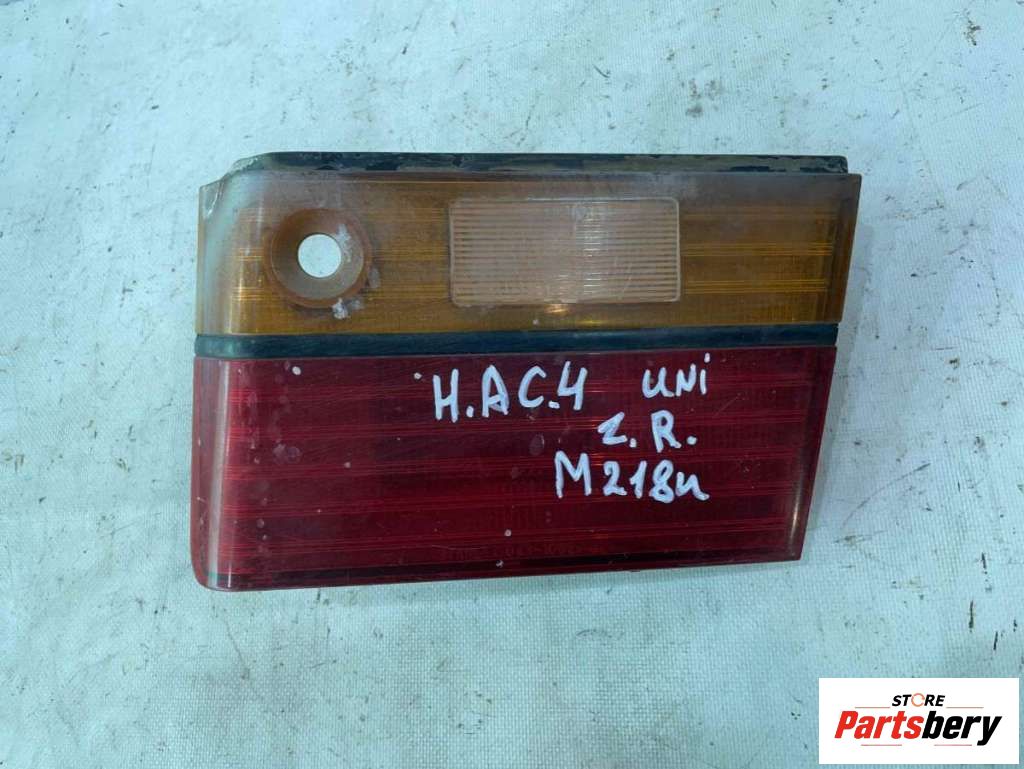 H.AC.4 UNi
Z.R.
M218u
STORE
Partsbery